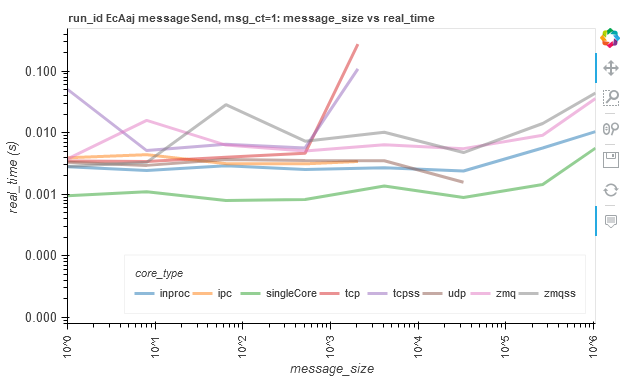 run_id EcAaj messageSend, msg_ct=1: message_size vs real_time
real_time (s)
0.100
0.010
0.001
0.000
0.000
core_type
inproc ipc singleCore tcp tcpss udp zmq zmqss
10^0 10^1 10^2 10^3 10^4 10^5 10^6
message_size